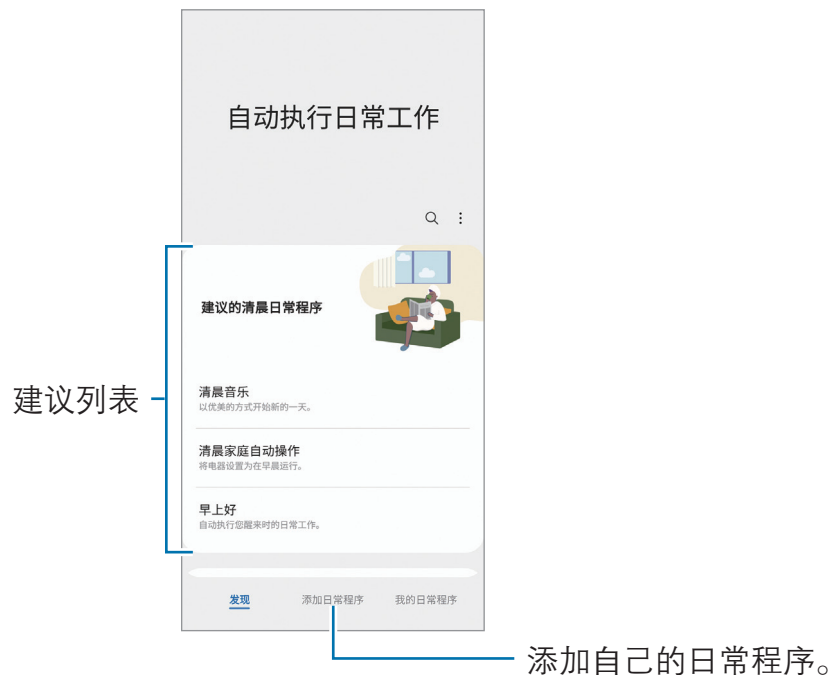 自动执行日常工作
建议的清晨日常程序
建议列表
清晨音乐
以优美的方式开始新的一天。
清晨家庭自动操作
将电器设置为在早晨运行。
早上好
自动执行您醒来时的日常工作。
发现 添加日常程序 我的日常程序
添加自己的日常程序。